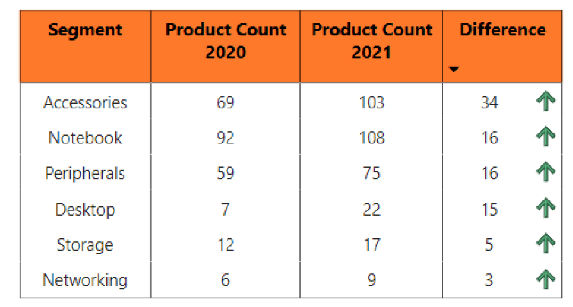 Segment Product Count 2020 Product Count 2021 Difference
Accessories 69 103 34
Notebook 92 108 16
Peripherals 59 75 16
Desktop 7 22 15
Storage 12 17 5
Networking 6 9 3